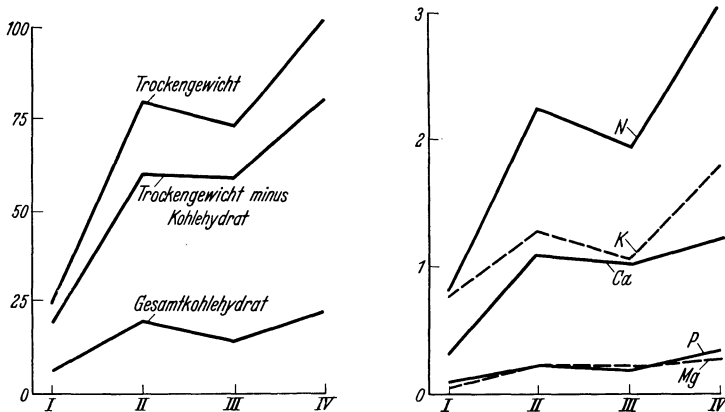 100
75
50
25
0
Trockengewicht
Trockengewicht minus
Kohlehydrat
Gesamtkohlehydrat
I II III IV
3
2
1
0
N
K
Ca
P
Mg
I II III IV